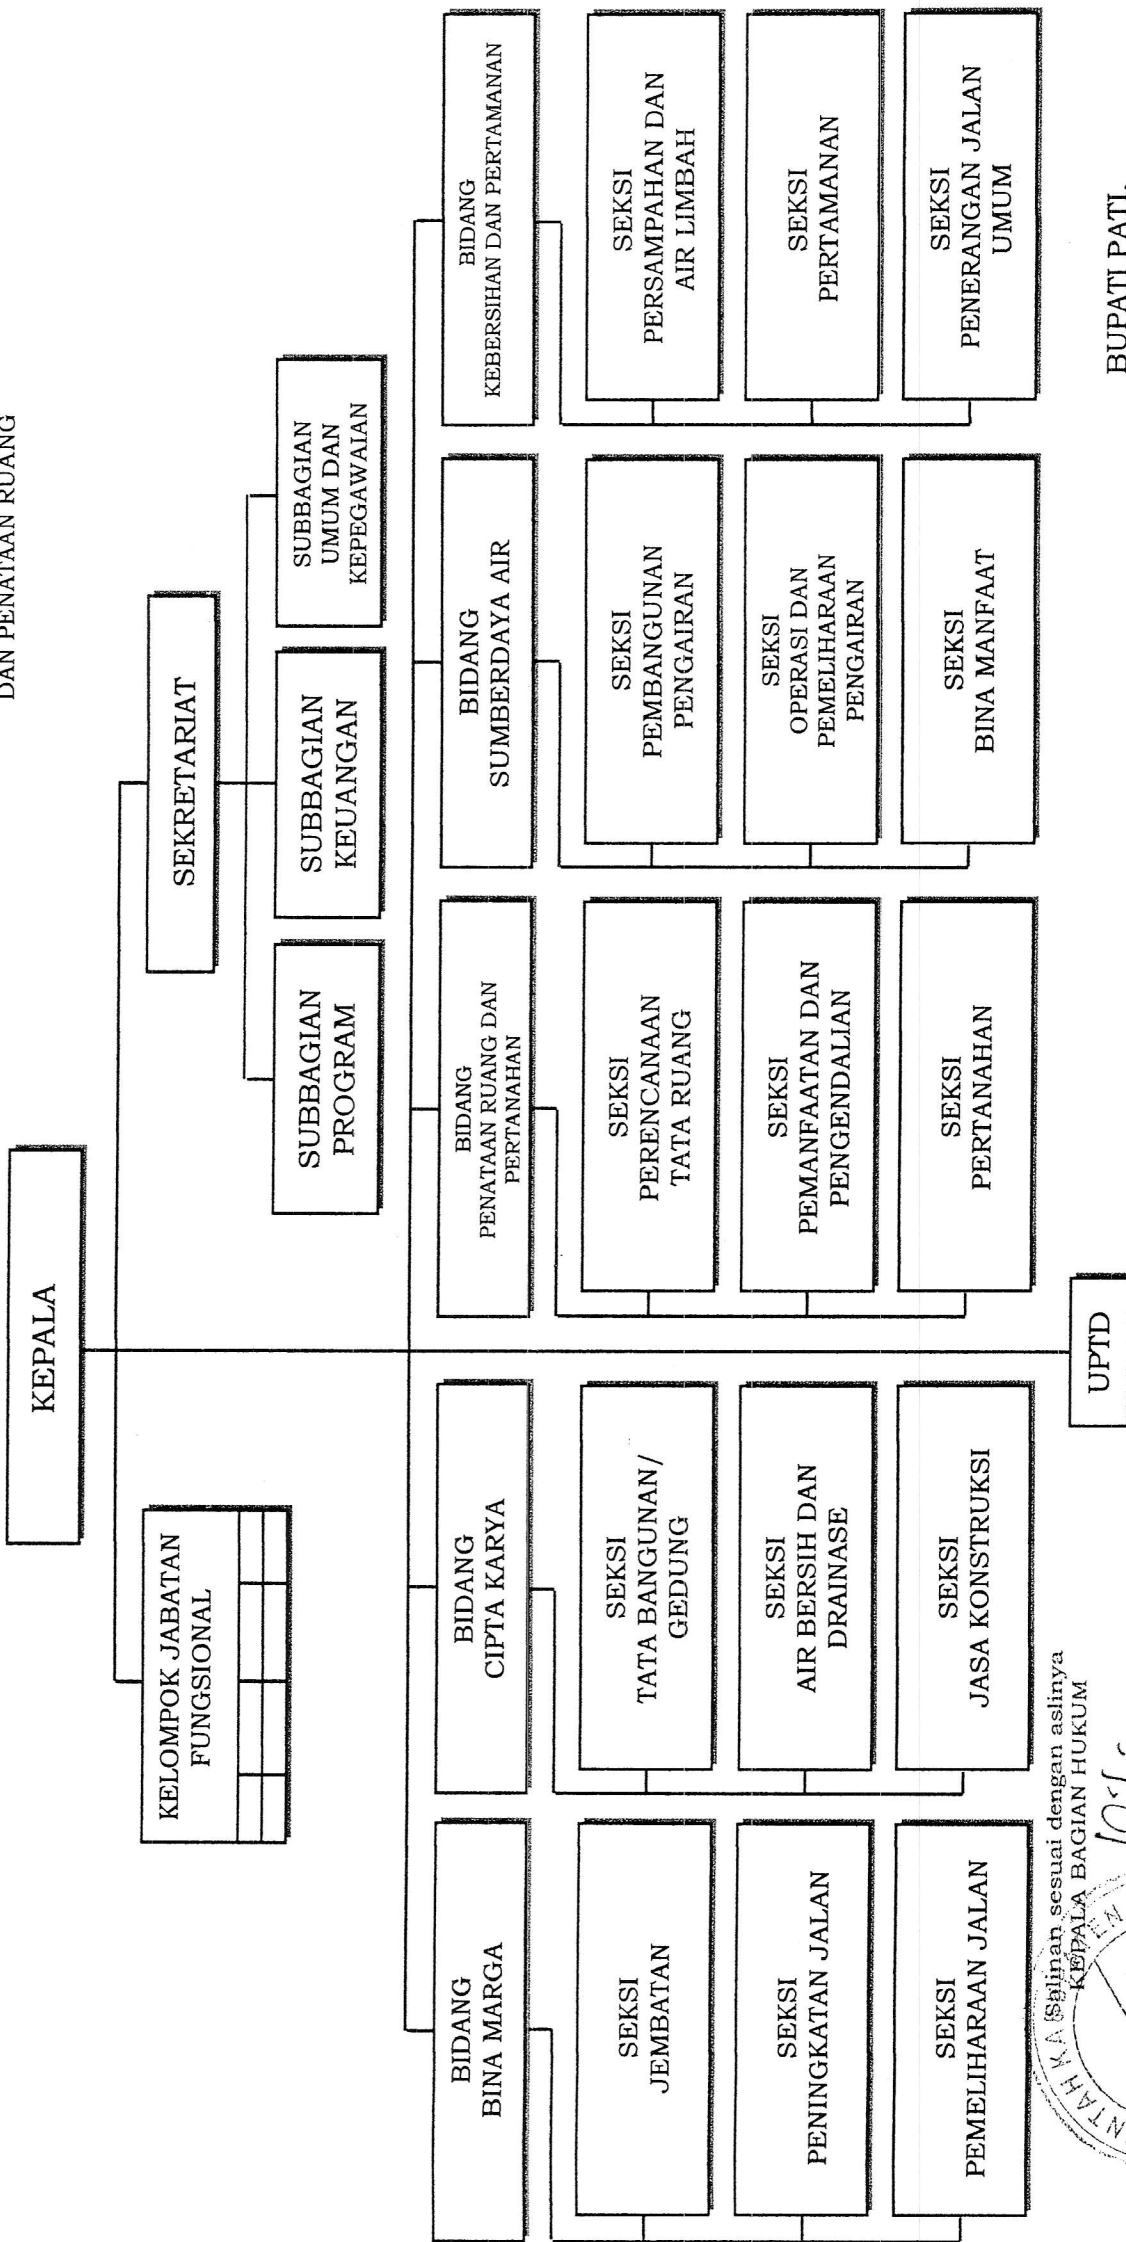 DAN PENATAAN RUANG
KEPALA
KELOMPOK JABATAN
FUNGSIONAL
SEKRETARIAT
SUBBAGIAN
PROGRAM
SUBBAGIAN
KEUANGAN
SUBBAGIAN
UMUM DAN
KEPEGAWAIAN
BIDANG
BINA MARGA
SEKSI
JEMBATAN
SEKSI
PENINGKATAN JALAN
SEKSI
PEMELIHARAAN JALAN
BIDANG
CIPTA KARYA
SEKSI
TATA BANGUNAN/
GEDUNG
SEKSI
AIR BERSIH DAN
DRAINASE
SEKSI
JASA KONSTRUKSI
BIDANG
PENATAAN RUANG DAN
PERTANAHAN
SEKSI
PERENCANAAN
TATA RUANG
SEKSI
PEMANFAATAN DAN
PENGENDALIAN
SEKSI
PERTANAHAN
BIDANG
SUMBERDAYA AIR
SEKSI
PEMBANGUNAN
PENGAIRAN
SEKSI
OPERASI DAN
PEMELIHARAAN
PENGAIRAN
SEKSI
BINA MANFAAT
BIDANG
KEBERSIHAN DAN PERTAMANAN
SEKSI
PERSAMPAHAN DAN
AIR LIMBAH
SEKSI
PERTAMANAN
SEKSI
PENERANGAN JALAN
UMUM
UPTD
Salinan sesuai dengan aslinya
KEPALA BAGIAN HUKUM
BUPATI PATI,